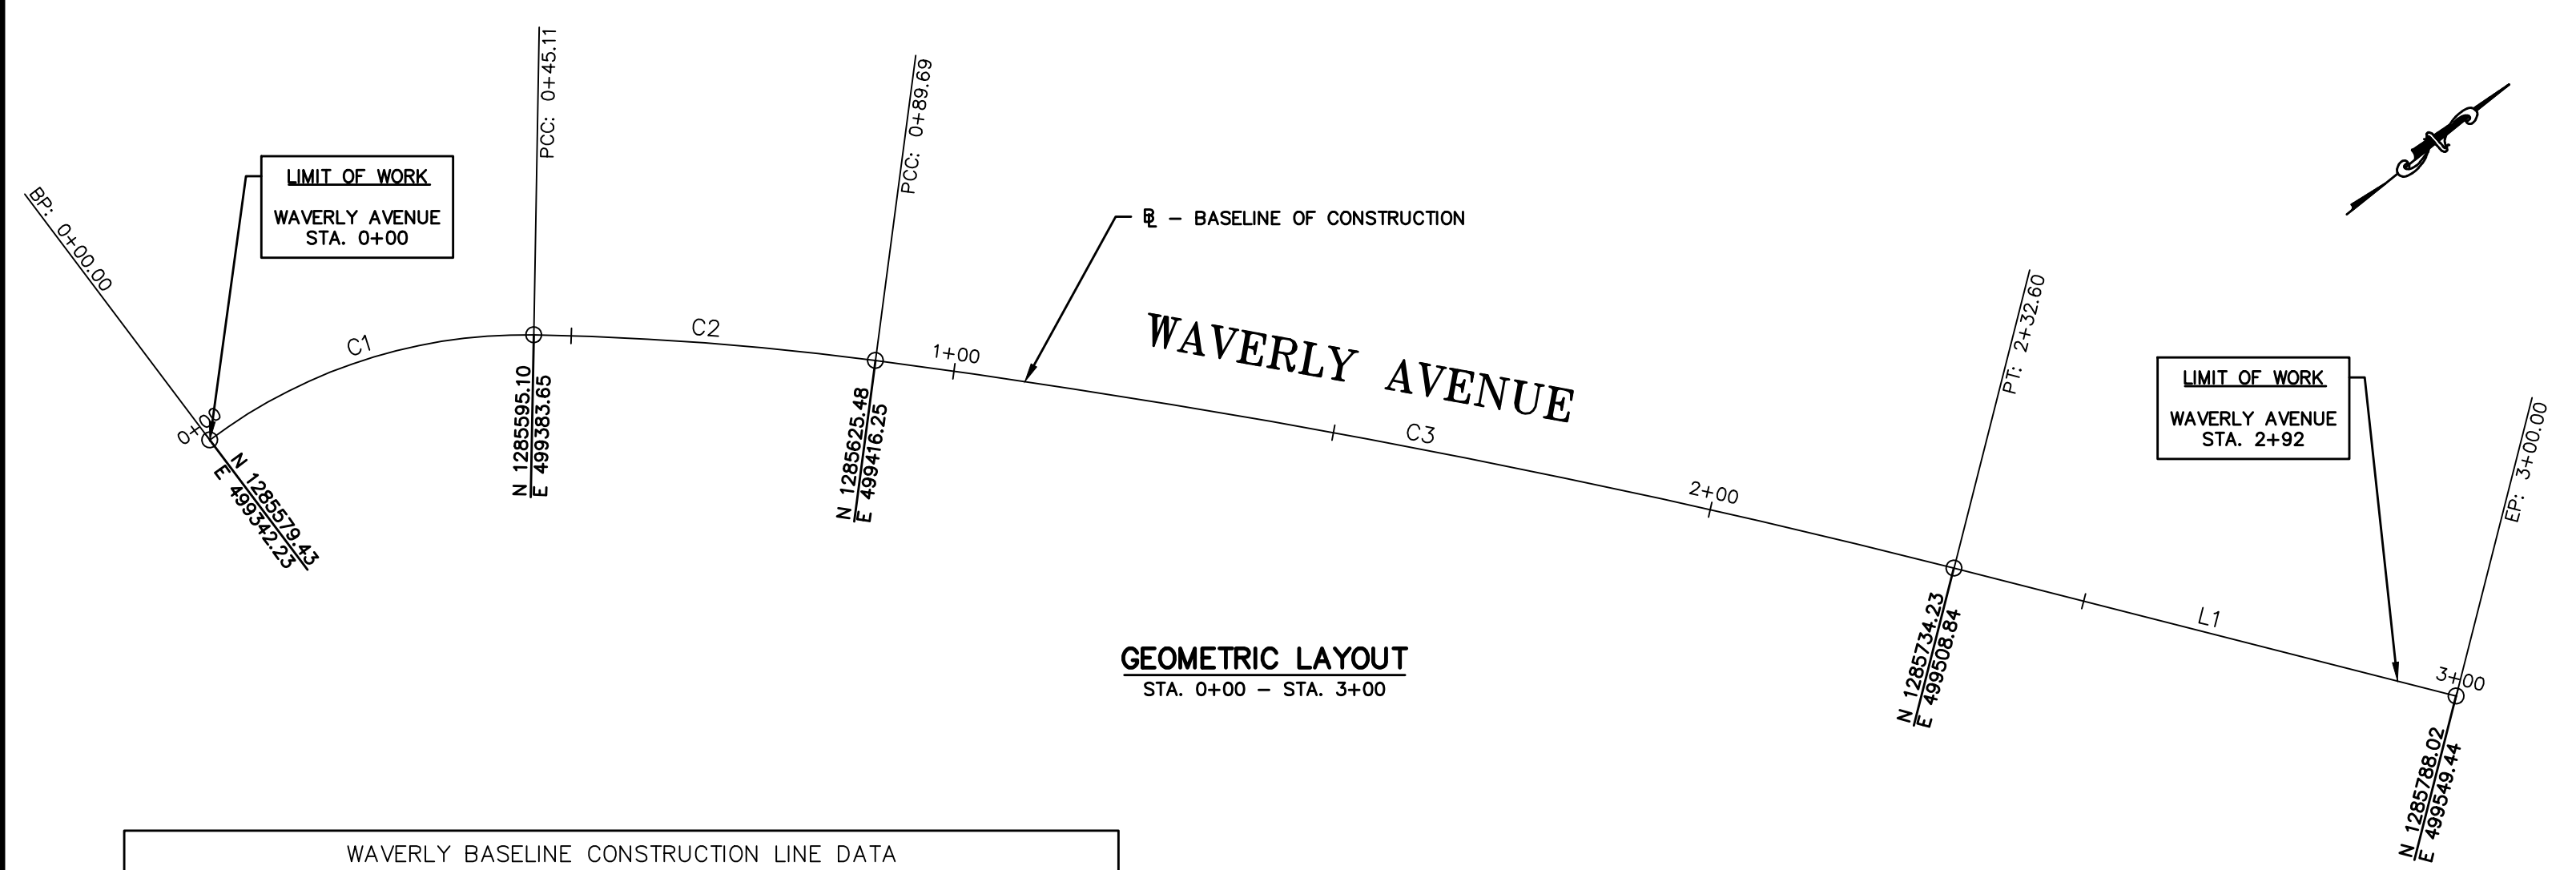 BP: 0+00.00
LIMIT OF WORK
WAVERLY AVENUE
STA. 0+00
0+00
N 1285579.43
E 499342.23
C1
PCC: 0+45.11
N 1285595.10
E 499383.65
C2
PCC: 0+89.69
N 1285625.48
E 499416.25
1+00
B L - BASELINE OF CONSTRUCTION
WAVERLY AVENUE
C3
2+00
PT: 2+32.60
N 1285734.23
E 499508.84
LIMIT OF WORK
WAVERLY AVENUE
STA. 2+92
L1
3+00
EP: 3+00.00
N 1285788.02
E 499549.44
GEOMETRIC LAYOUT
STA. 0+00 - STA. 3+00
WAVERLY BASELINE CONSTRUCTION LINE DATA